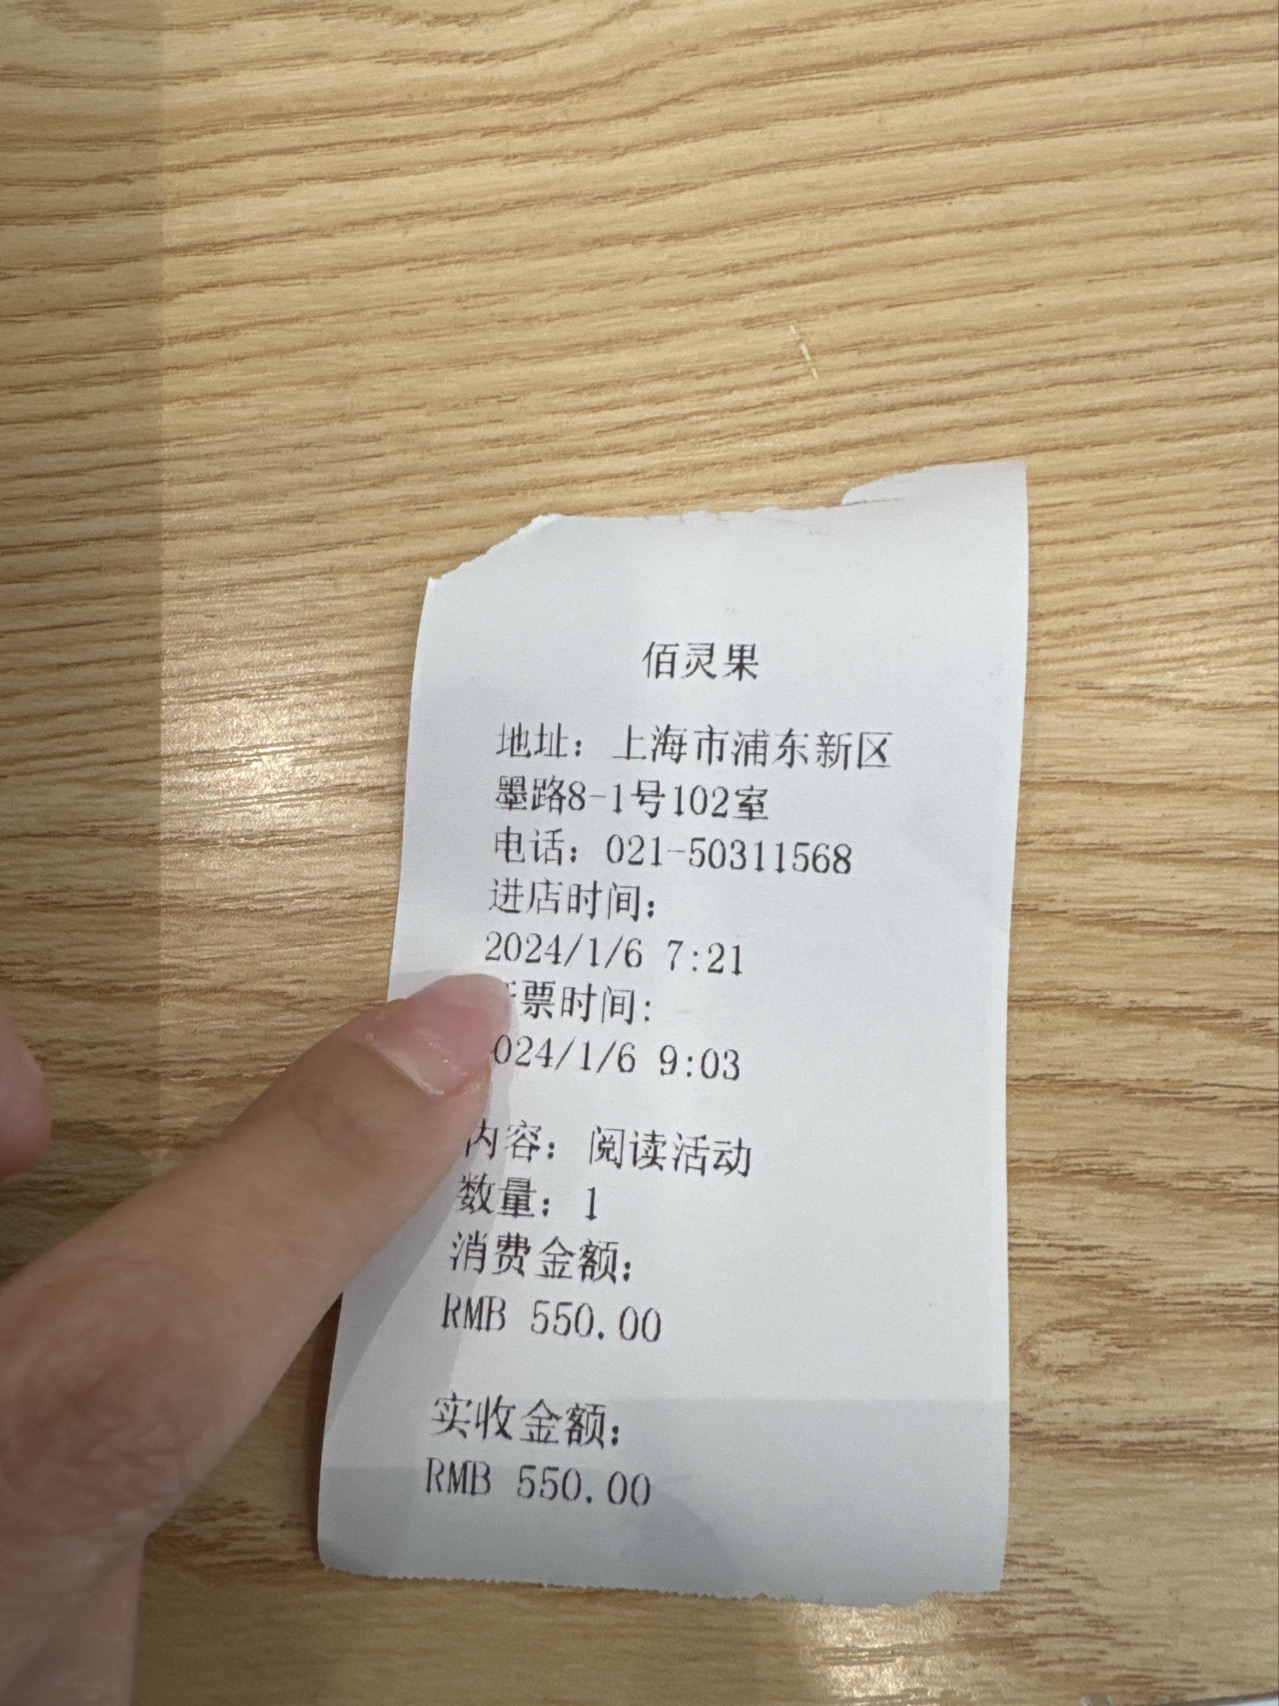 佰灵果
地址：上海市浦东新区
墨路8-1号102室
电话：021-50311568
进店时间：
2024/1/6 7:21
票时间：
024/1/6 9:03
内容：阅读活动
数量：1
消费金额：
RMB 550.00
实收金额：
RMB 550.00